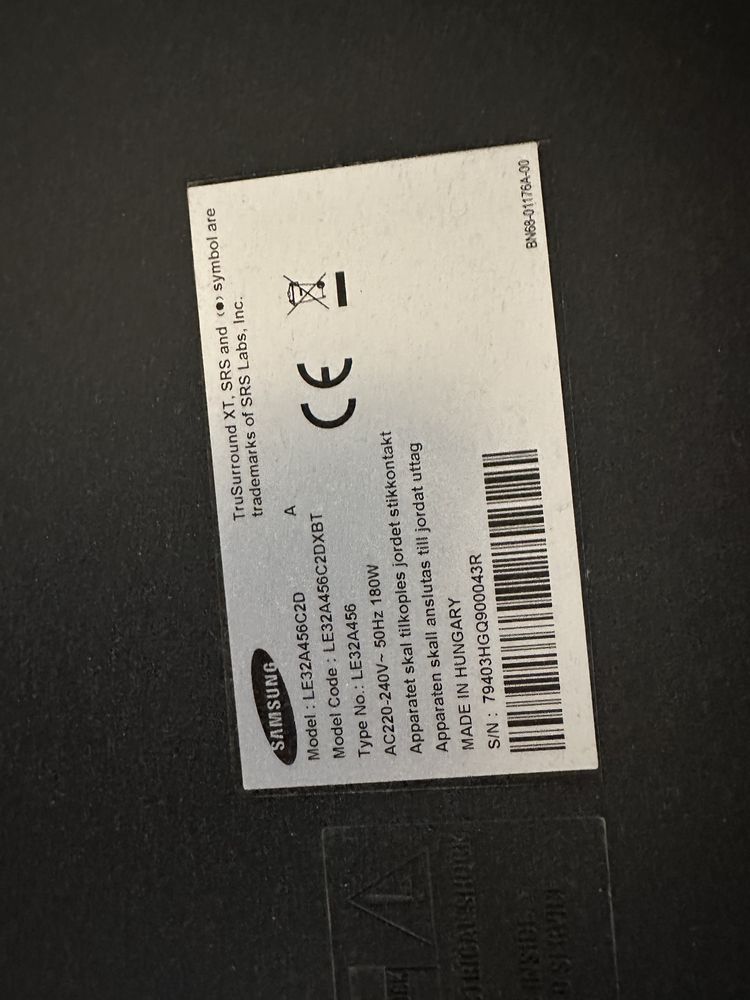 TruSurround XT, SRS and (●) symbol are
trademarks of SRS Labs, Inc.
SAMSUNG
Model : LE32A456C2D A
Model Code : LE32A456C2DXBT
Type No.: LE32A456
AC220-240V~ 50Hz 180W
Apparatet skal tilkoples jordet stikkontakt
Apparaten skall anslutas till jordat uttag
MADE IN HUNGARY
S/N : 79403HGQ900043R
CE
BN68-01176A-00
INSIDE